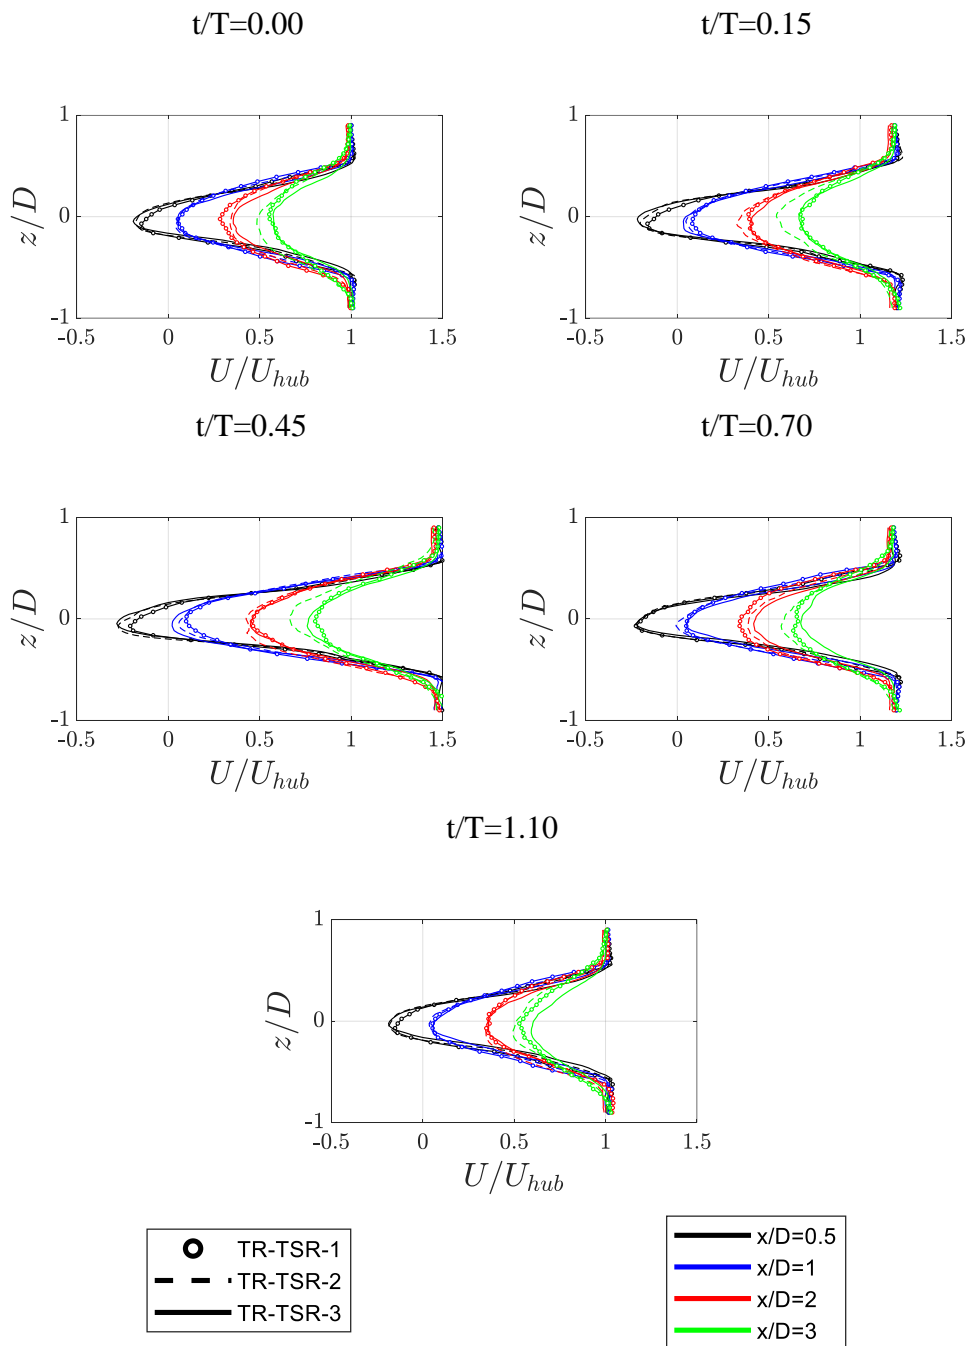 t/T=0.00
t/T=0.15
1
0
-1
z/D
-0.5 0 0.5 1 1.5
U/U_hub
1
0
-1
z/D
-0.5 0 0.5 1 1.5
U/U_hub
t/T=0.45
t/T=0.70
1
0
-1
z/D
-0.5 0 0.5 1 1.5
U/U_hub
1
0
-1
z/D
-0.5 0 0.5 1 1.5
U/U_hub
t/T=1.10
1
0
-1
z/D
-0.5 0 0.5 1 1.5
U/U_hub
TR-TSR-1
TR-TSR-2
TR-TSR-3
x/D=0.5
x/D=1
x/D=2
x/D=3